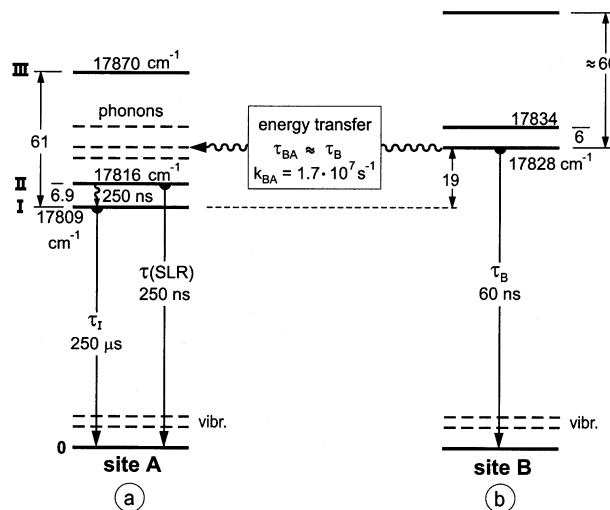 III
17870 cm⁻¹
phonons
61
17816 cm⁻¹
II
6.9
250 ns
I
17809
cm⁻¹
τ(SLR)
250 ns
τI
250 µs
vibr.
0
site A
a
energy transfer
τBA ≈ τB
kBA = 1.7·10⁷s⁻¹
17834
6
17828 cm⁻¹
19
τB
60 ns
vibr.
site B
b